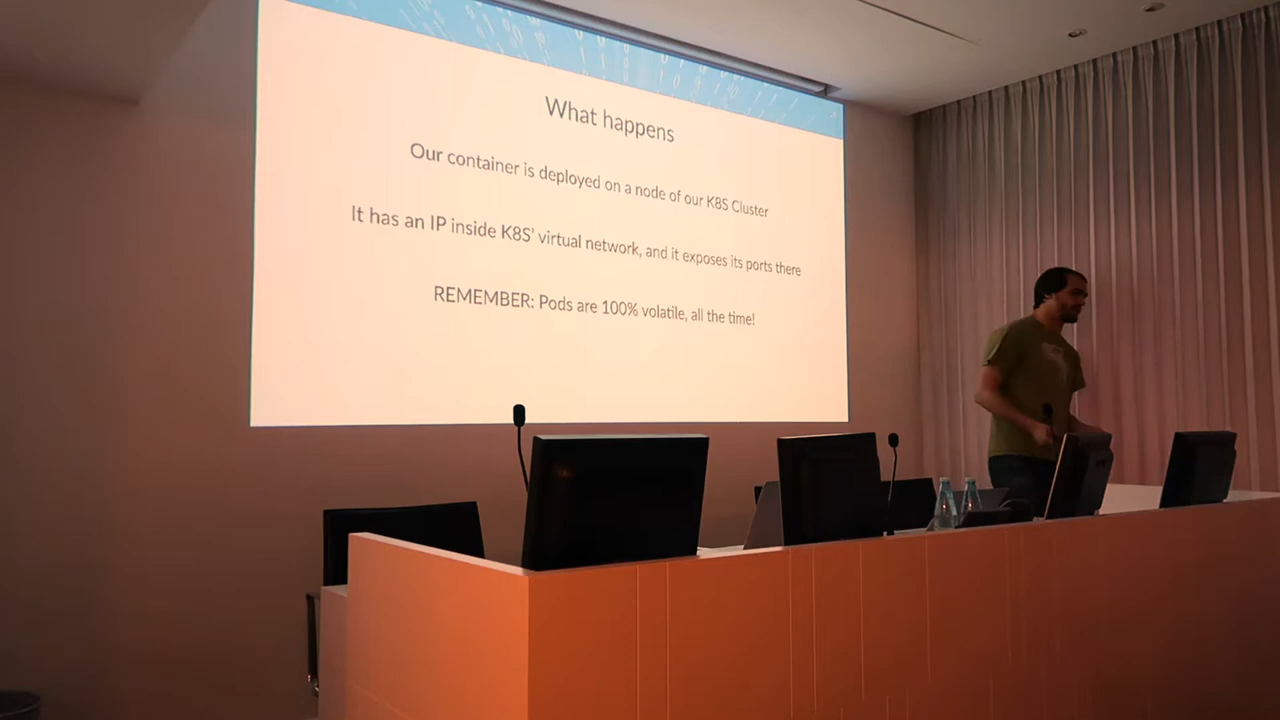 What happens
Our container is deployed on a node of our K8S Cluster
It has an IP inside K8S' virtual network, and it exposes its ports there
REMEMBER: Pods are 100% volatile, all the time!